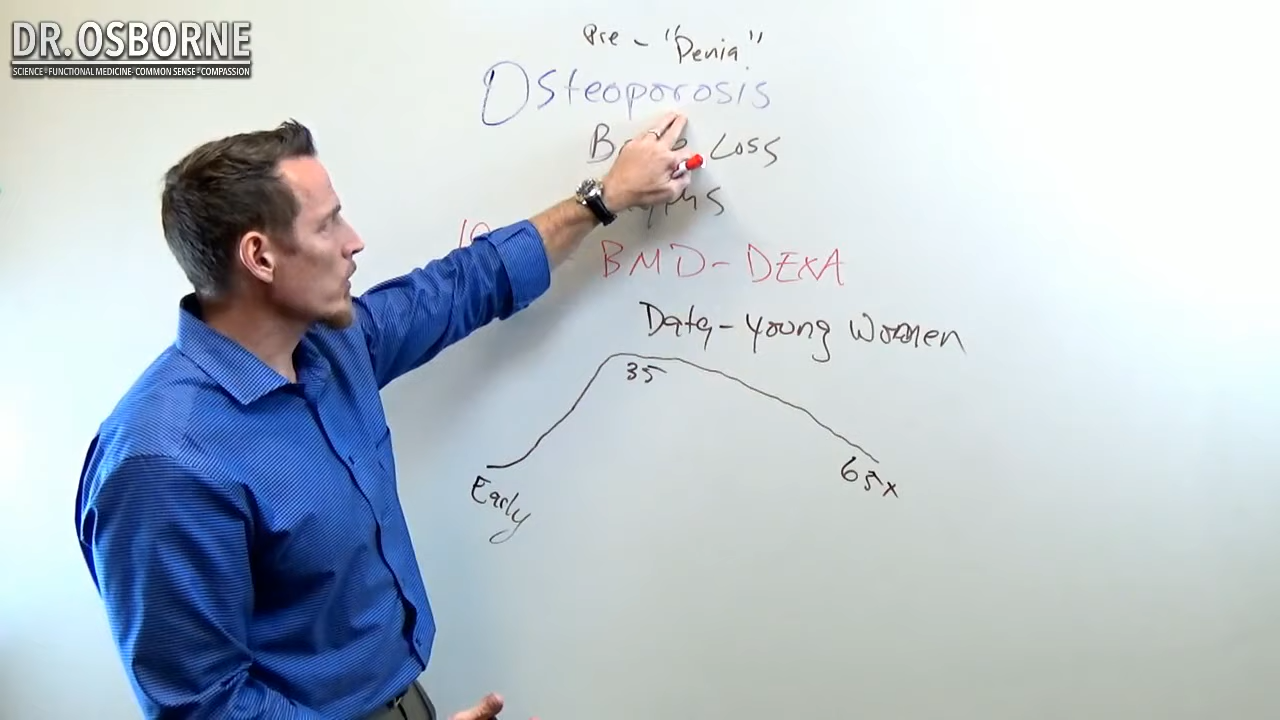 DR. OSBORNE
SCIENCE - FUNCTIONAL MEDICINE - COMMON SENSE - COMPASSION
Pre - "Penia"
Osteoporosis
Loss
BMD - DEXA
Data - Young Women
35
65
Early